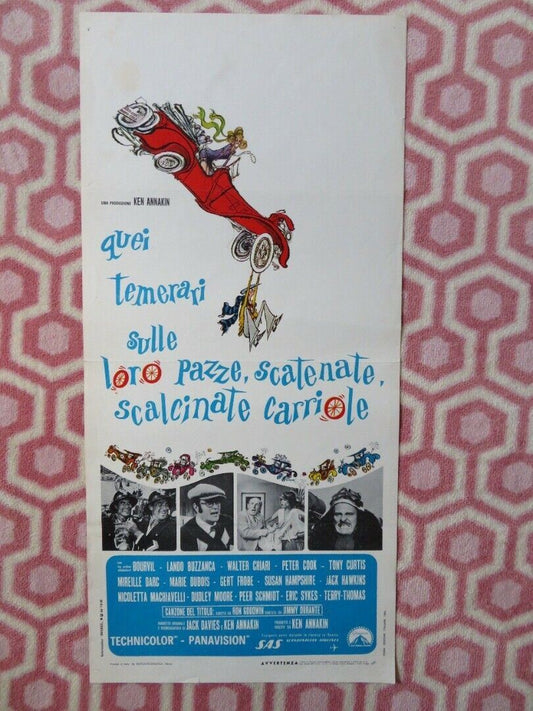 UNA PRODUZIONE KEN ANNAKIN
quei
temerari
sulle
loro pazze, scatenate,
scalcinate carriole
BOURVIL - LANDO BUZZANCA - WALTER CHIARI - PETER COOK - TONY CURTIS
MIREILLE DARC - MARIE DUBOIS - GERT FROBE - SUSAN HAMPSHIRE - JACK HAWKINS
NICOLETTA MACHIAVELLI - DUDLEY MOORE - PEER SCHMIDT - ERIC SYKES - TERRY-THOMAS
CANZONE DEL TITOLO: RON GOODWIN JIMMY DURANTE
JACK DAVIES e KEN ANNAKIN KEN ANNAKIN
TECHNICOLOR - PANAVISION SAS
AVVERTENZA